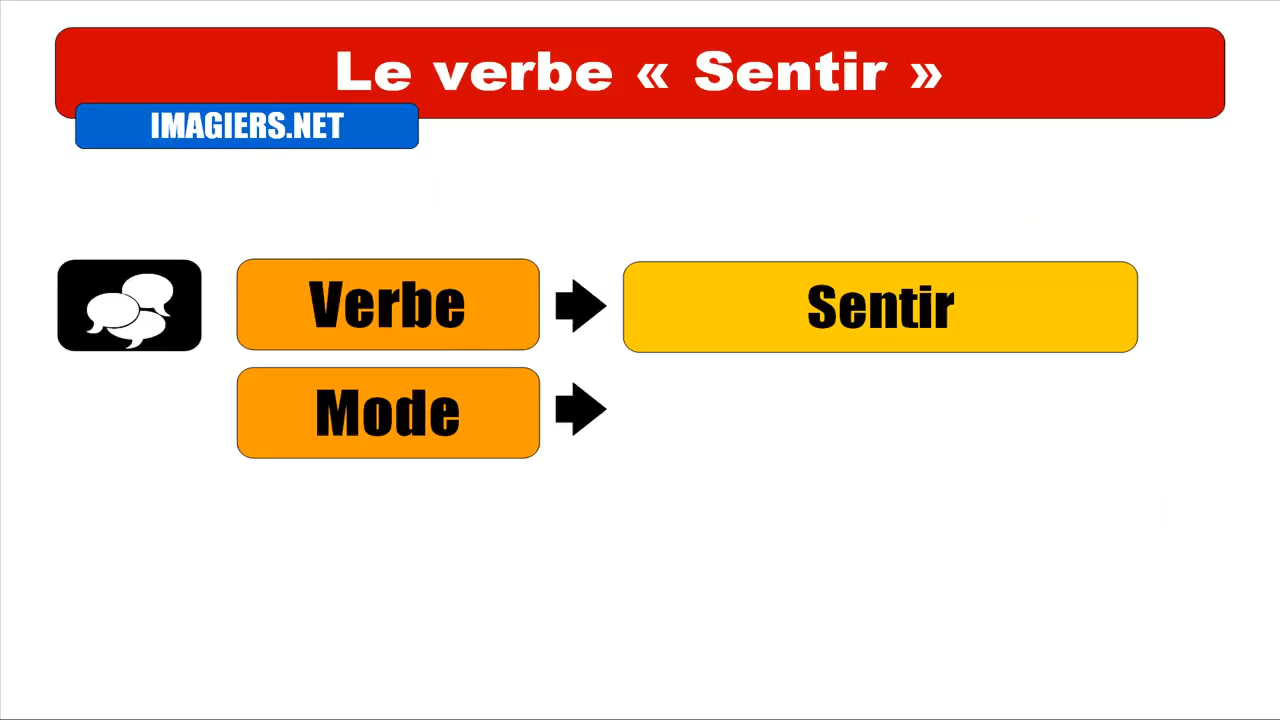 Le verbe « Sentir »
IMAGIERS.NET
Verbe
Sentir
Mode